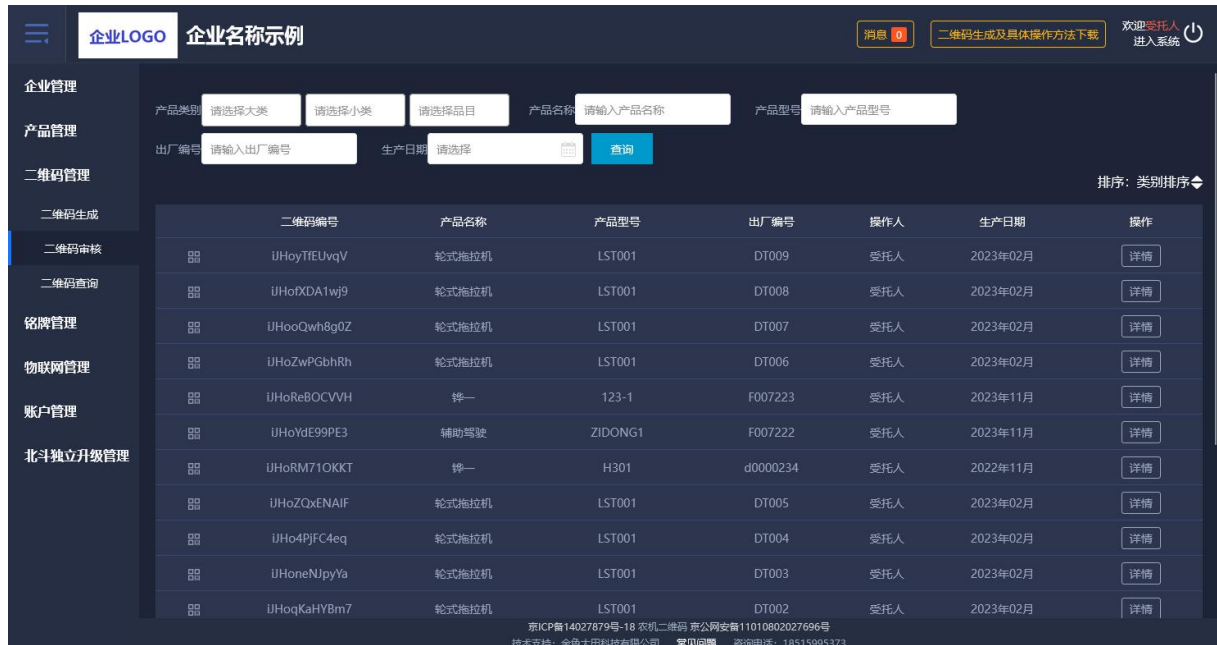 企业LOGO 企业名称示例 消息 0 二维码生成及具体操作方法下载 欢迎受托人
进入系统
企业管理
产品管理
二维码管理
二维码生成
二维码审核
二维码查询
铭牌管理
物联网管理
账户管理
北斗独立升级管理
产品类别 请选择大类 请选择小类 请选择品目 产品名称 请输入产品名称 产品型号 请输入产品型号
出厂编号 请输入出厂编号 生产日期 请选择 查询
排序：类别排序
二维码编号 产品名称 产品型号 出厂编号 操作人 生产日期 操作
iJHoyTfEUvqV 轮式拖拉机 LST001 DT009 受托人 2023年02月 详情
iJHofXDA1wj9 轮式拖拉机 LST001 DT008 受托人 2023年02月 详情
iJHooQwh8g0Z 轮式拖拉机 LST001 DT007 受托人 2023年02月 详情
iJHoZwPGbhRh 轮式拖拉机 LST001 DT006 受托人 2023年02月 详情
iJHoReBOCVVH 铧一 123-1 F007223 受托人 2023年11月 详情
iJHoYdE99PE3 辅助驾驶 ZIDONG1 F007222 受托人 2023年11月 详情
iJHoRM71OKKT 铧一 H301 d0000234 受托人 2022年11月 详情
iJHoZQxENAIF 轮式拖拉机 LST001 DT005 受托人 2023年02月 详情
iJHo4PjFC4eq 轮式拖拉机 LST001 DT004 受托人 2023年02月 详情
iJHoneNJpyYa 轮式拖拉机 LST001 DT003 受托人 2023年02月 详情
iJHoqKaHYBm7 轮式拖拉机 LST001 DT002 受托人 2023年02月 详情
京ICP备14027879号-18 农机二维码 京公网安备11010802027696号
技术支持：金色大田科技有限公司 常见问题 咨询电话：18515995373